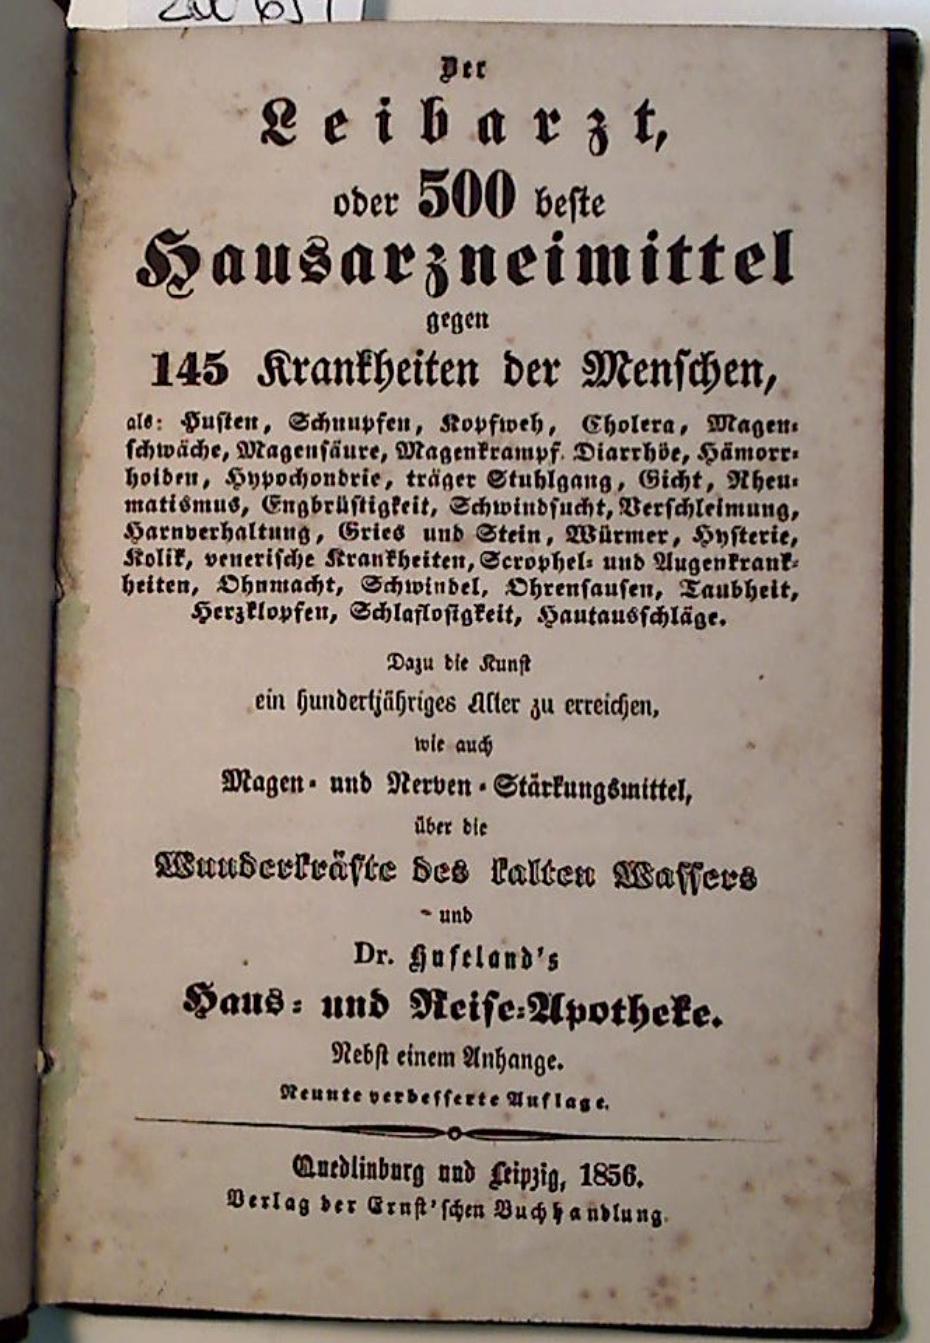 Der
Leibarzt,
oder 500 beste
Hausarzneimittel
gegen
145 Krankheiten der Menschen,
als: Husten, Schnupfen, Kopfweh, Cholera, Magen-
schwäche, Magensäure, Magenkrampf, Diarrhöe, Hämorr-
hoiden, Hypochondrie, träger Stuhlgang, Gicht, Rheu-
matismus, Engbrüstigkeit, Schwindsucht, Verschleimung,
Harnverhaltung, Gries und Stein, Würmer, Hysterie,
Kolik, venerische Krankheiten, Scrophel- und Augenkrank-
heiten, Ohnmacht, Schwindel, Ohrensausen, Taubheit,
Herzklopfen, Schlaflosigkeit, Hautausschläge.
Dazu die Kunst
ein hundertjähriges Alter zu erreichen,
wie auch
Magen- und Nerven-Stärkungsmittel,
über die
Wunderkräfte des kalten Wassers
und
Dr. Hufeland's
Haus- und Reise-Apotheke.
Nebst einem Anhange.
Neunte verbesserte Auflage.
Quedlinburg und Leipzig, 1856.
Verlag der Ernst'schen Buchhandlung.